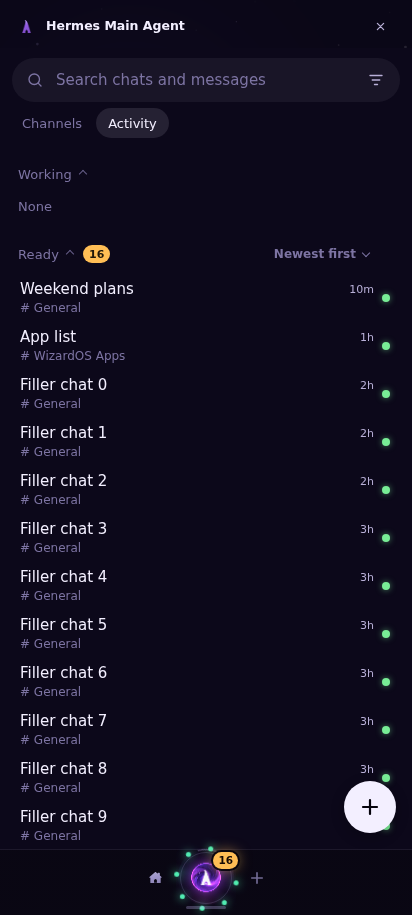 Hermes Main Agent
Search chats and messages
Channels
Activity
Working
None
Ready 16 Newest first
Weekend plans 10m
# General
App list 1h
# WizardOS Apps
Filler chat 0 2h
# General
Filler chat 1 2h
# General
Filler chat 2 2h
# General
Filler chat 3 3h
# General
Filler chat 4 3h
# General
Filler chat 5 3h
# General
Filler chat 6 3h
# General
Filler chat 7 3h
# General
Filler chat 8 3h
# General
Filler chat 9
# General
16